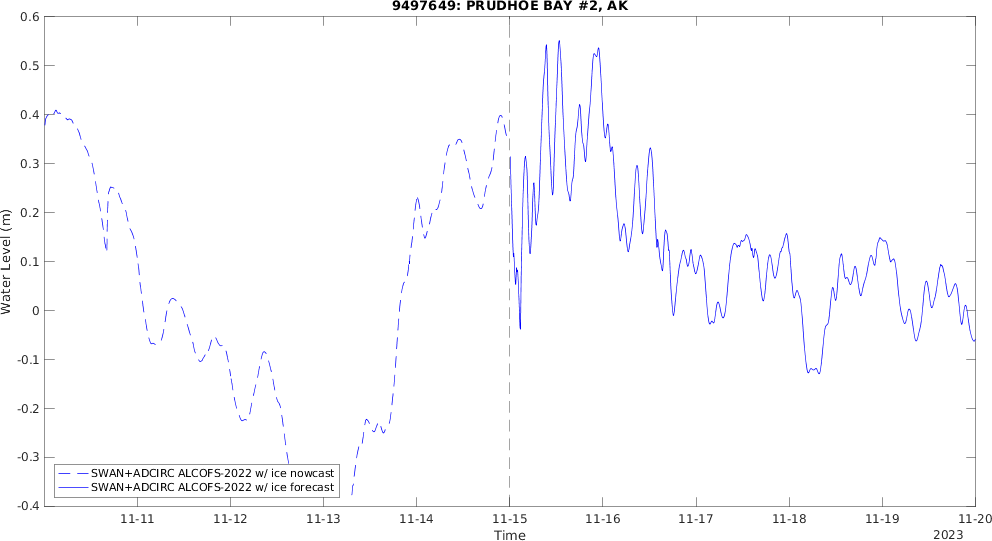 9497649: PRUDHOE BAY #2, AK
0.6
0.5
0.4
0.3
0.2
0.1
0
-0.1
-0.2
-0.3
-0.4
Water Level (m)
SWAN+ADCIRC ALCOFS-2022 w/ ice nowcast
SWAN+ADCIRC ALCOFS-2022 w/ ice forecast
11-11 11-12 11-13 11-14 11-15 11-16 11-17 11-18 11-19 11-20
Time
2023